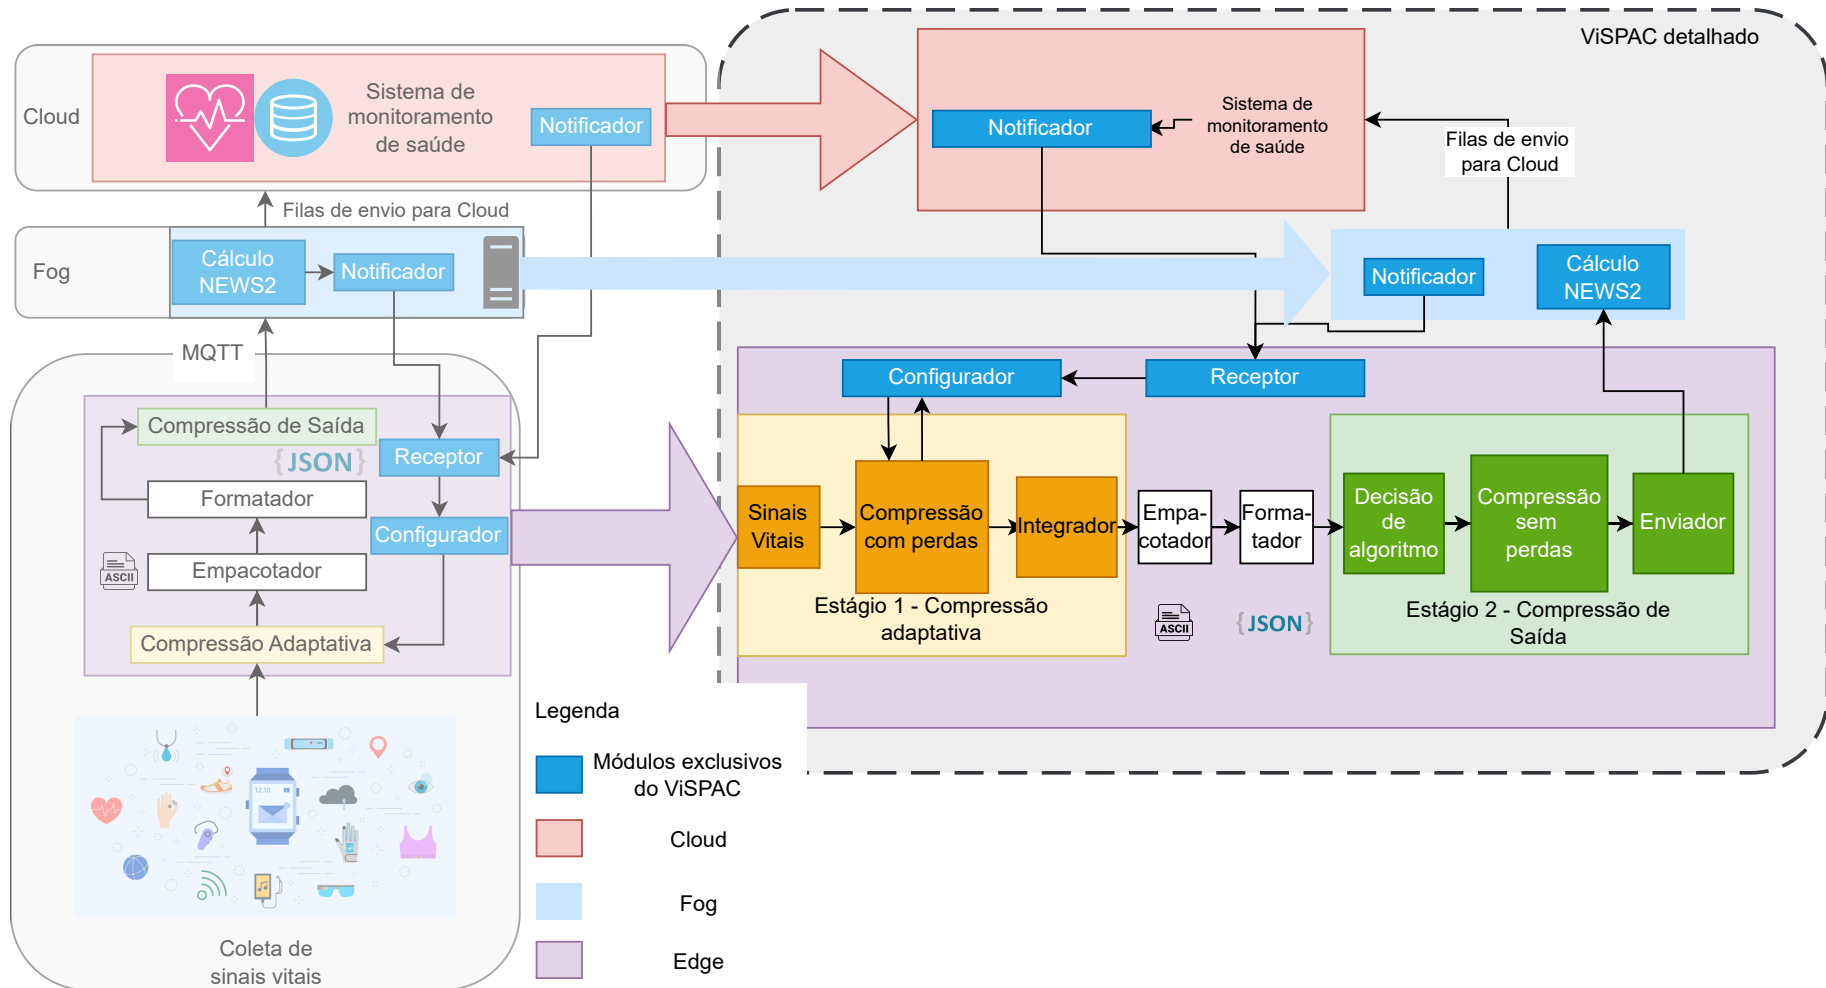 ViSPAC detalhado
Cloud
Sistema de
monitoramento
de saúde
Notificador
Notificador
Sistema de
monitoramento
de saúde
Filas de envio
para Cloud
Filas de envio para Cloud
Fog
Cálculo
NEWS2
Notificador
Notificador
Cálculo
NEWS2
MQTT
Compressão de Saída
{JSON}
Receptor
Formatador
Configurador
ASCII
Empacotador
Compressão Adaptativa
12.10
Coleta de
sinais vitais
Configurador
Receptor
Sinais
Vitais
Compressão
com perdas
Integrador
Empa-
cotador
Forma-
tador
Decisão
de
algoritmo
Compressão
sem
perdas
Enviador
Estágio 1 - Compressão
adaptativa
ASCII
{JSON}
Estágio 2 - Compressão de
Saída
Legenda
Módulos exclusivos
do ViSPAC
Cloud
Fog
Edge